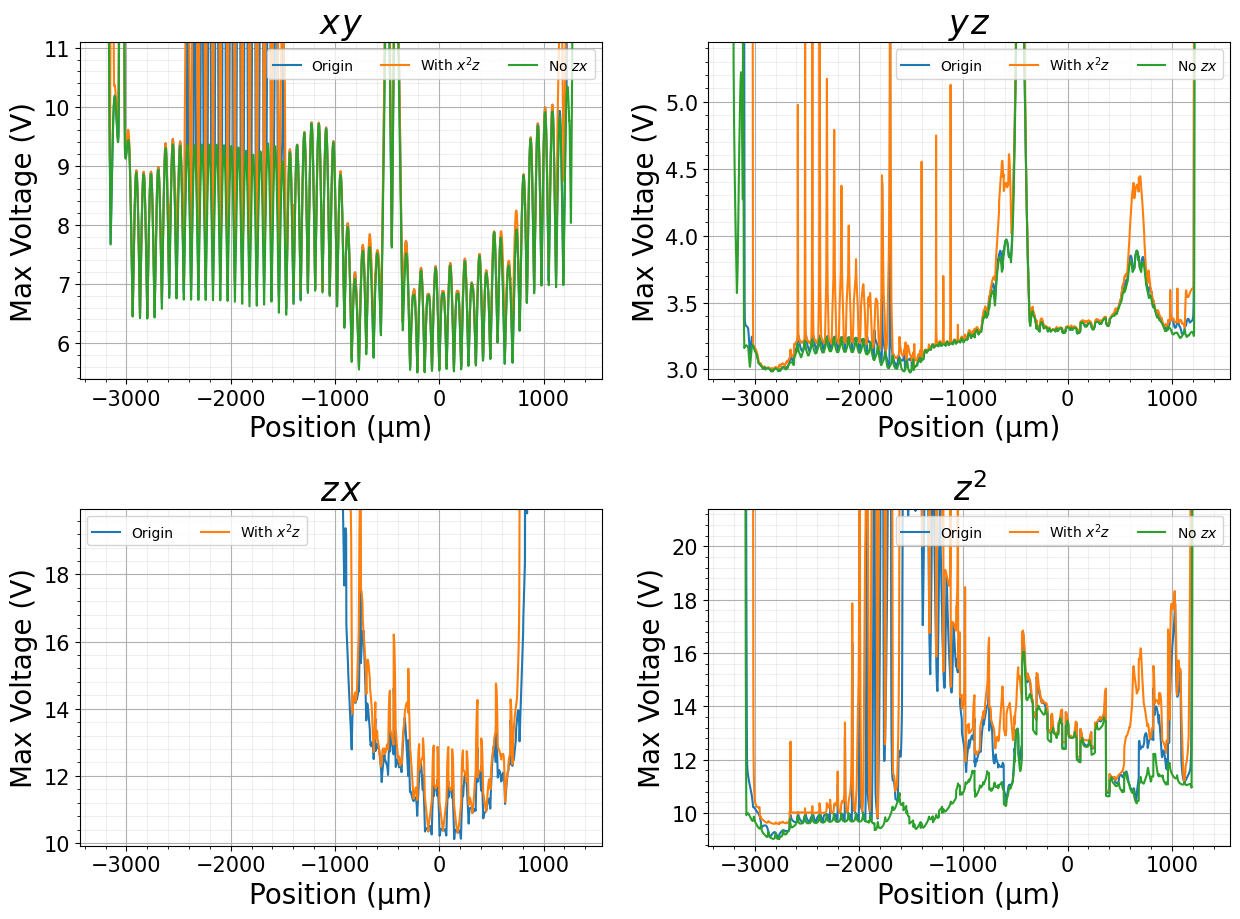 xy
Max Voltage (V)
11
10
9
8
7
6
Origin With x²z No zx
−3000 −2000 −1000 0 1000
Position (μm)
yz
Max Voltage (V)
5.0
4.5
4.0
3.5
3.0
Origin With x²z No zx
−3000 −2000 −1000 0 1000
Position (μm)
zx
Max Voltage (V)
18
16
14
12
10
Origin With x²z
−3000 −2000 −1000 0 1000
Position (μm)
z²
Max Voltage (V)
20
18
16
14
12
10
Origin With x²z No zx
−3000 −2000 −1000 0 1000
Position (μm)